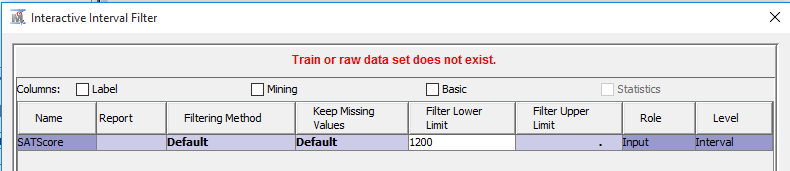 Interactive Interval Filter
Train or raw data set does not exist.
Columns: Label Mining Basic Statistics
Name Report Filtering Method Keep Missing Values Filter Lower Limit Filter Upper Limit Role Level
SATScore Default Default 1200 . Input Interval